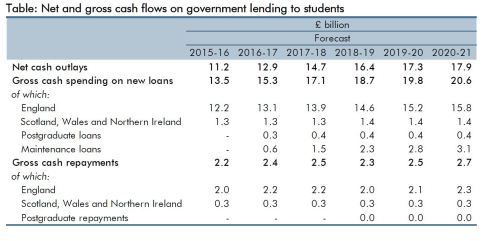 Table: Net and gross cash flows on government lending to students
£ billion
Forecast
2015-16 2016-17 2017-18 2018-19 2019-20 2020-21
Net cash outlays 11.2 12.9 14.7 16.4 17.3 17.9
Gross cash spending on new loans 13.5 15.3 17.1 18.7 19.8 20.6
of which:
England 12.2 13.1 13.9 14.6 15.2 15.8
Scotland, Wales and Northern Ireland 1.3 1.3 1.3 1.4 1.4 1.4
Postgraduate loans - 0.3 0.4 0.4 0.4 0.4
Maintenance loans - 0.6 1.5 2.3 2.8 3.1
Gross cash repayments 2.2 2.4 2.5 2.3 2.5 2.7
of which:
England 2.0 2.2 2.2 2.0 2.1 2.3
Scotland, Wales and Northern Ireland 0.3 0.3 0.3 0.3 0.3 0.3
Postgraduate repayments - - - 0.0 0.0 0.0